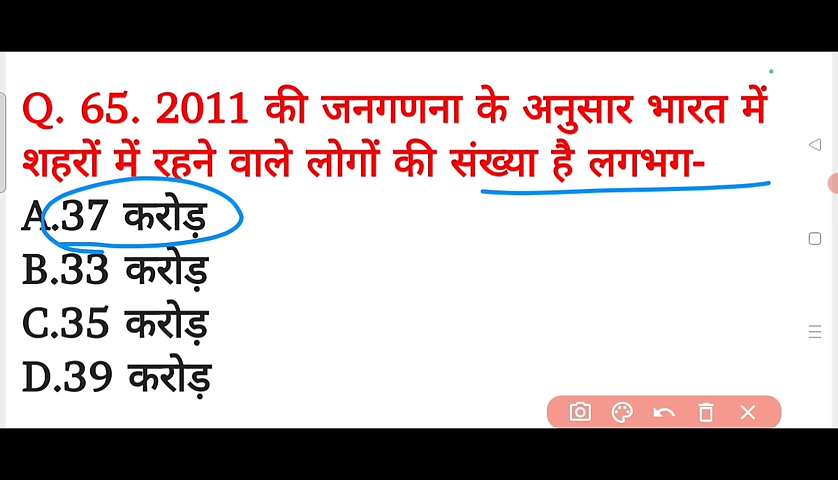 Q. 65. 2011 की जनगणना के अनुसार भारत में
शहरों में रहने वाले लोगों की संख्या है लगभग-
A.37 करोड़
B.33 करोड़
C.35 करोड़
D.39 करोड़